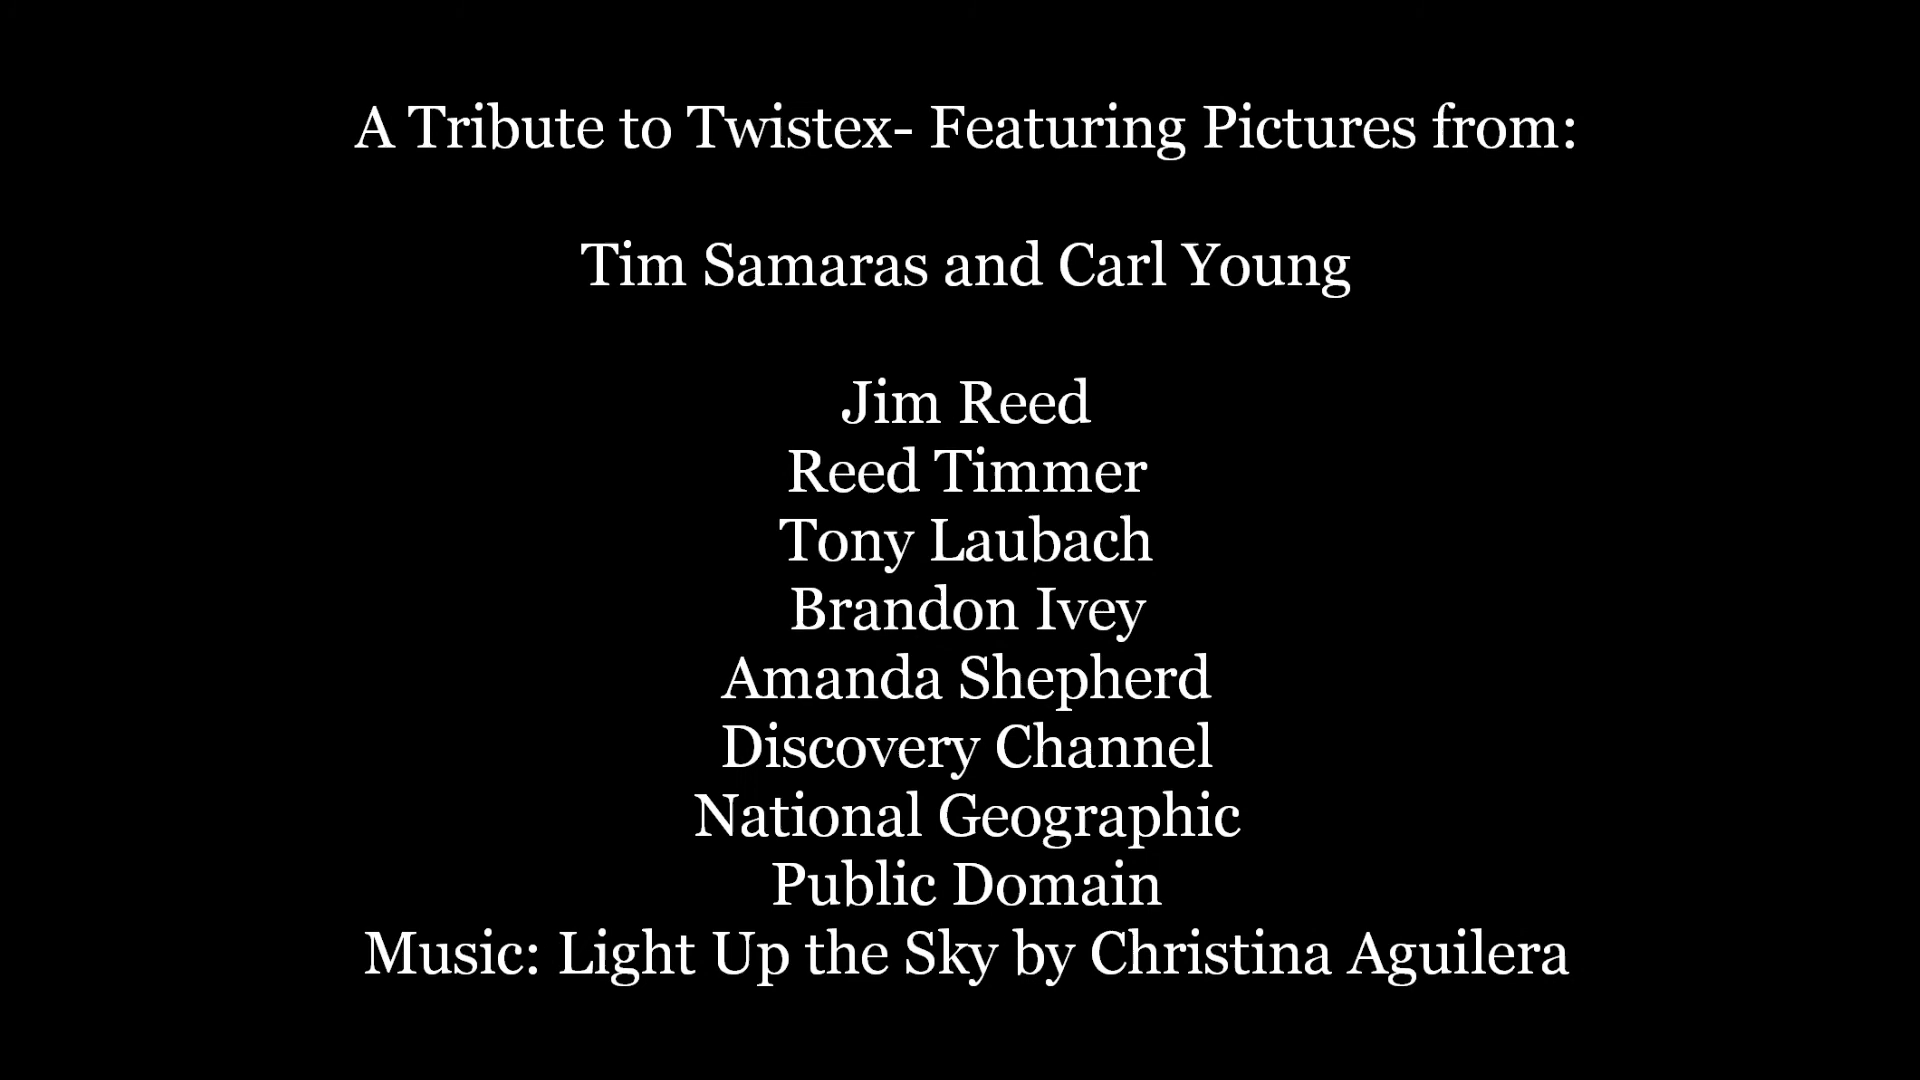 A Tribute to Twistex- Featuring Pictures from:
Tim Samaras and Carl Young
Jim Reed
Reed Timmer
Tony Laubach
Brandon Ivey
Amanda Shepherd
Discovery Channel
National Geographic
Public Domain
Music: Light Up the Sky by Christina Aguilera